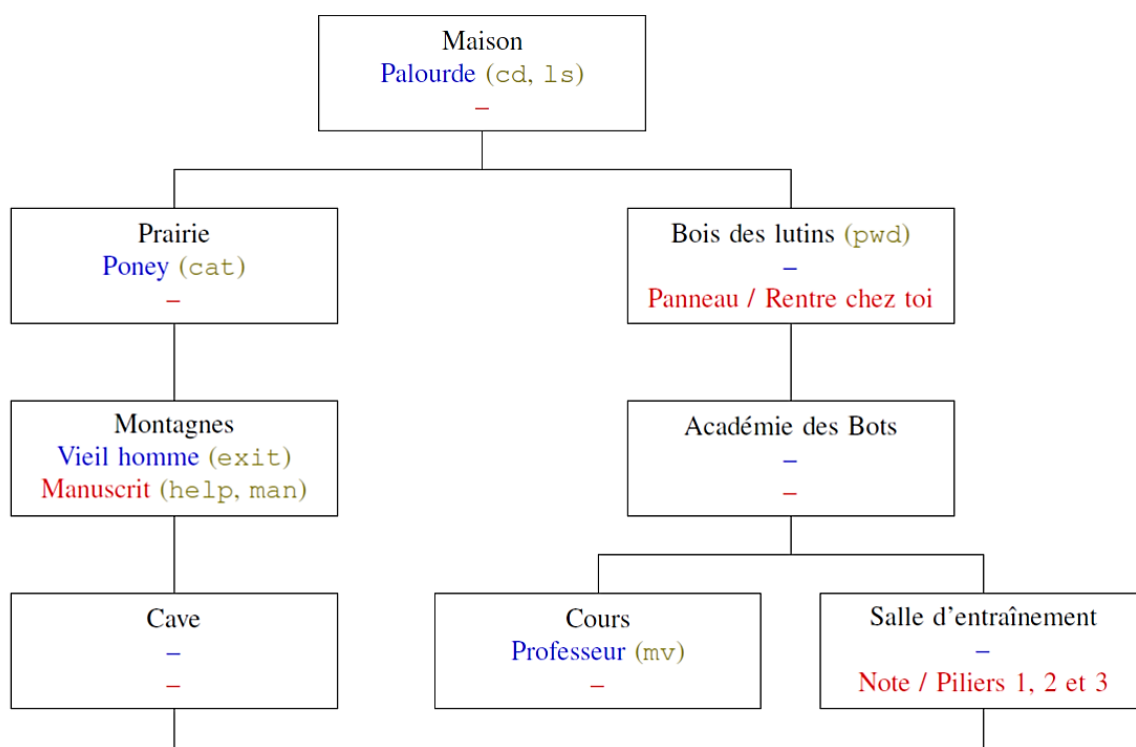 Maison
Palourde (cd, ls)
–
Prairie
Poney (cat)
–
Bois des lutins (pwd)
–
Panneau / Rentre chez toi
Montagnes
Vieil homme (exit)
Manuscrit (help, man)
Académie des Bots
–
–
Cave
–
–
Cours
Professeur (mv)
–
Salle d'entraînement
–
Note / Piliers 1, 2 et 3